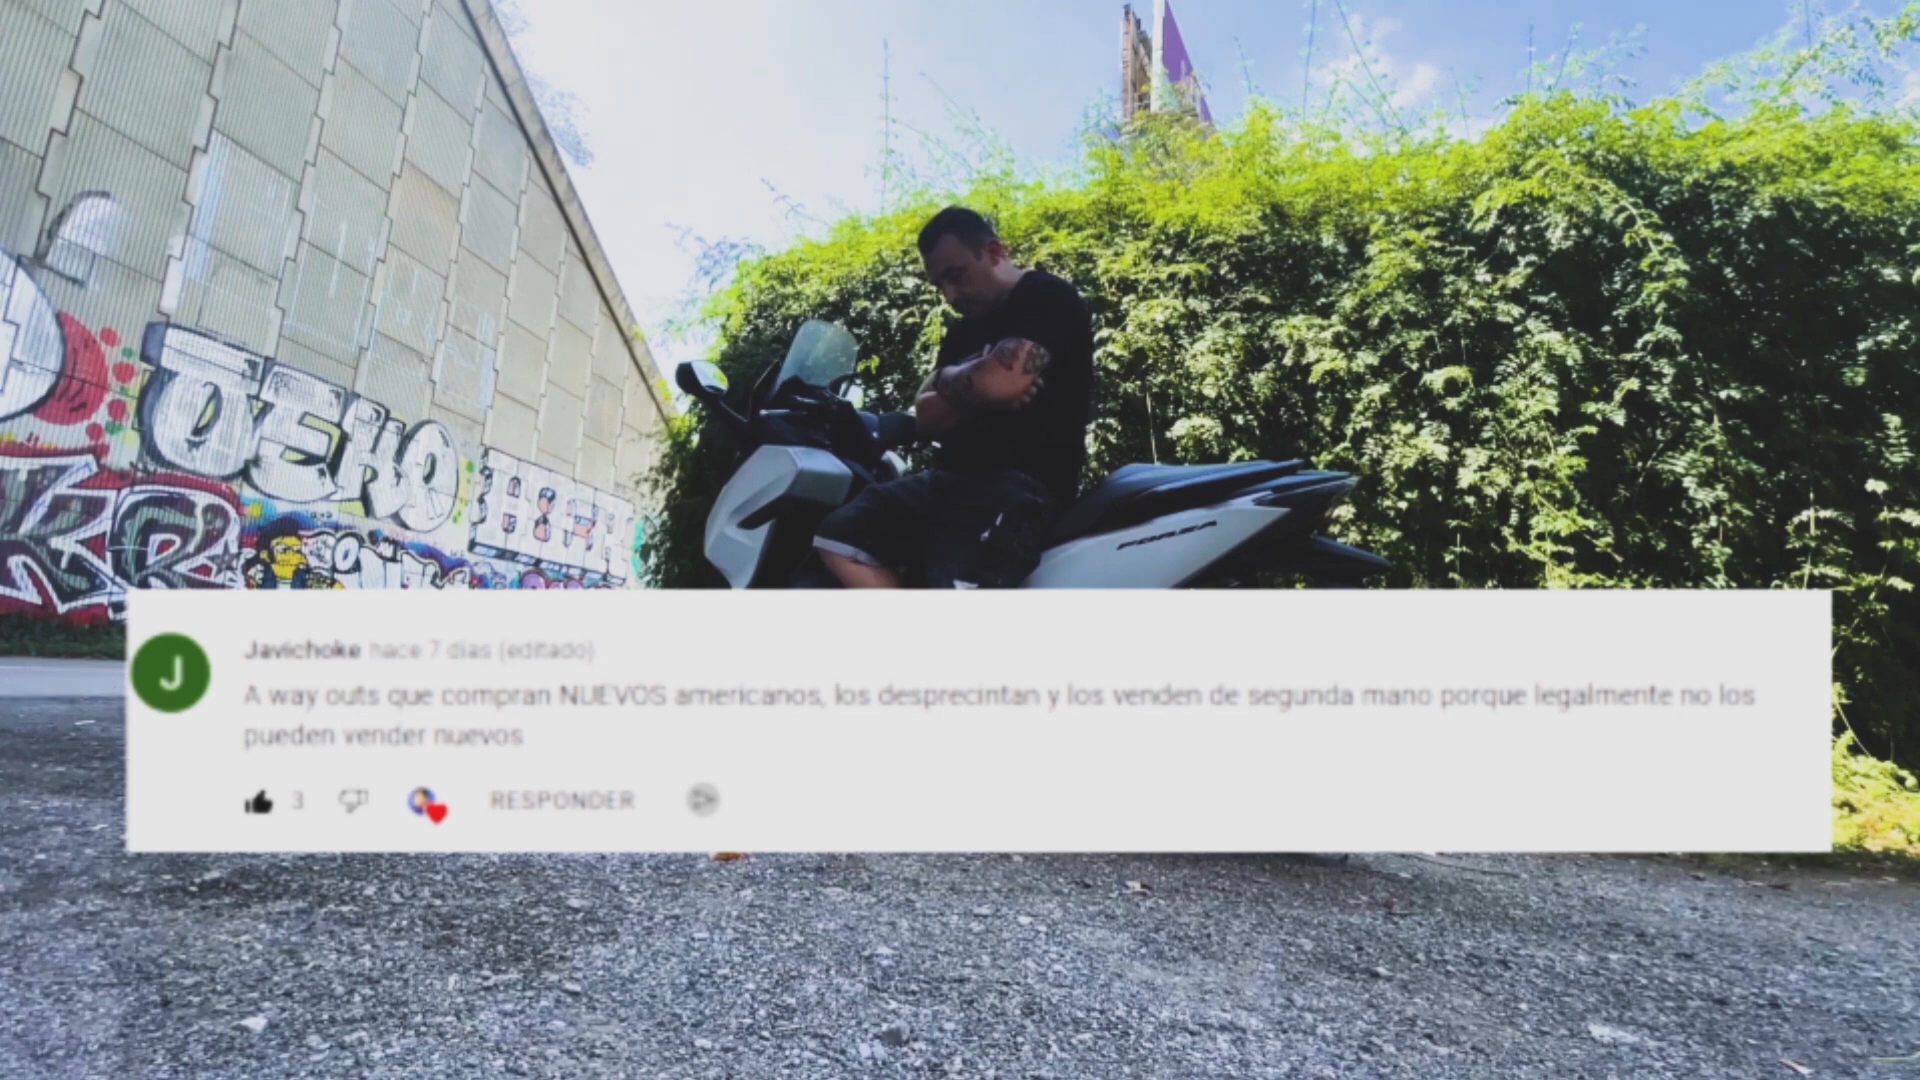 OEKO
FORZA
J
Javichoke hace 7 días (editado)
A way outs que compran NUEVOS americanos, los desprecintan y los venden de segunda mano porque legalmente no los
pueden vender nuevos
3
RESPONDER